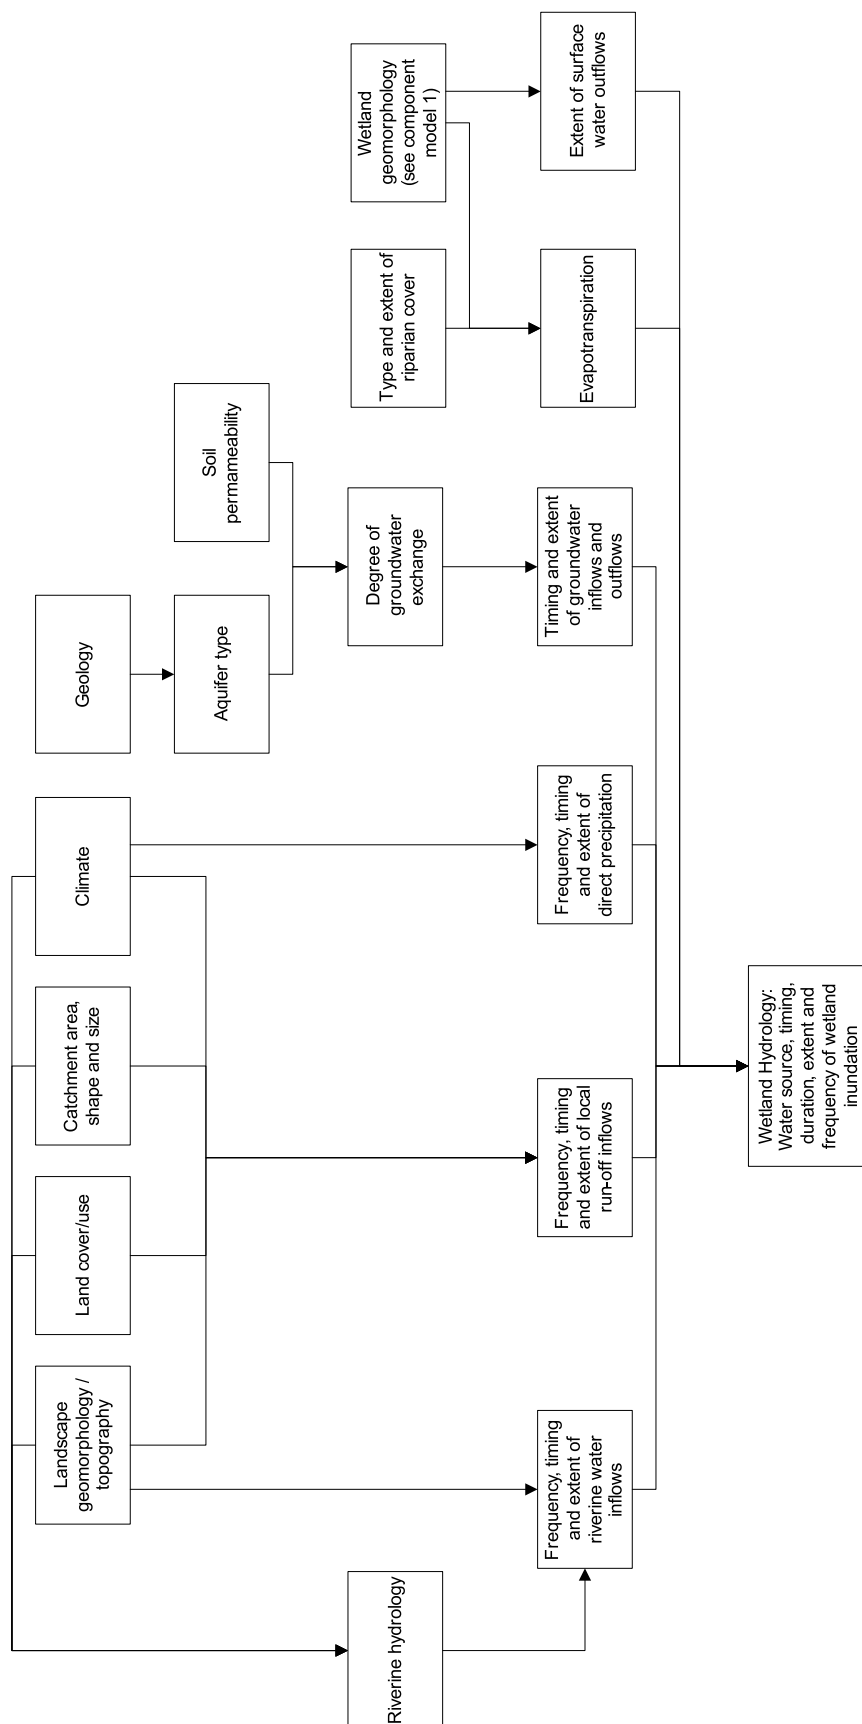 Landscape
geomorphology /
topography
Land cover/use
Catchment area,
shape and size
Climate
Geology
Aquifer type
Soil
permameability
Riverine hydrology
Degree of
groundwater
exchange
Type and extent of
riparian cover
Wetland
geomorphology
(see component
model 1)
Frequency, timing
and extent of
riverine water
inflows
Frequency, timing
and extent of local
run-off inflows
Frequency, timing
and extent of
direct precipitation
Timing and extent
of groundwater
inflows and
outflows
Evapotranspiration
Extent of surface
water outflows
Wetland Hydrology:
Water source, timing,
duration, extent and
frequency of wetland
inundation